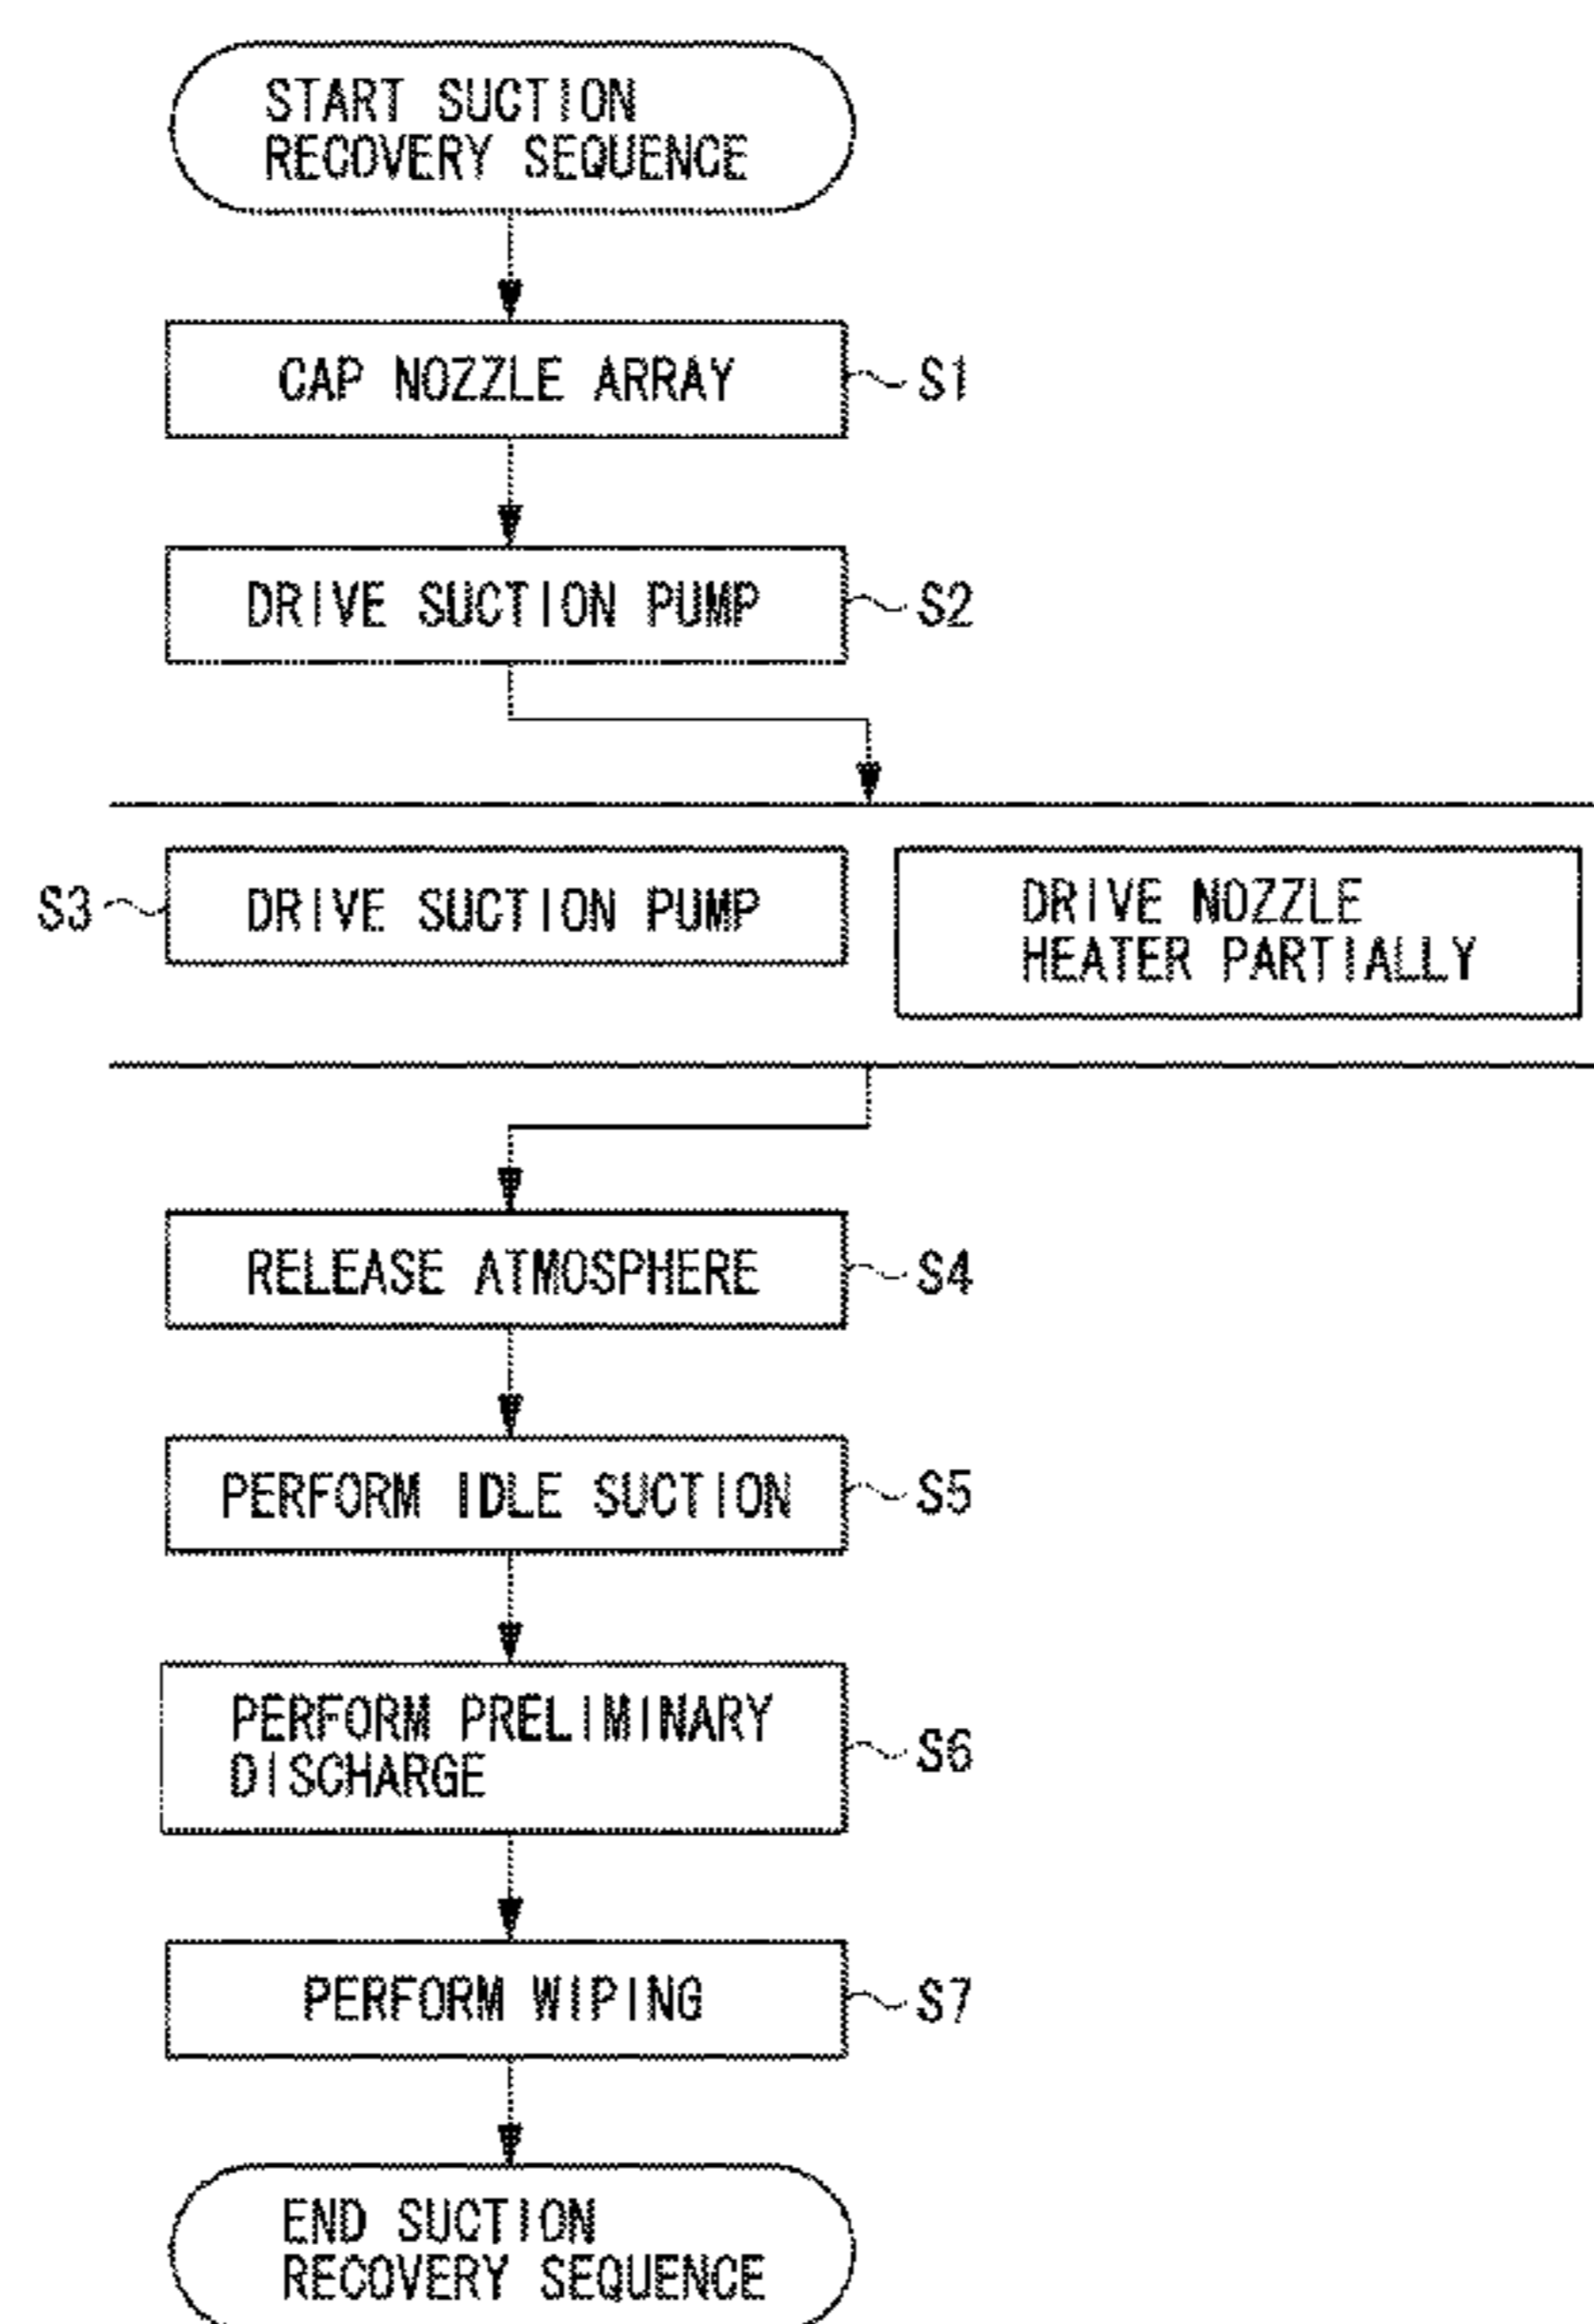 START SUCTION
RECOVERY SEQUENCE
CAP NOZZLE ARRAY
S1
DRIVE SUCTION PUMP
S2
S3
DRIVE SUCTION PUMP
DRIVE NOZZLE
HEATER PARTIALLY
RELEASE ATMOSPHERE
S4
PERFORM IDLE SUCTION
S5
PERFORM PRELIMINARY
DISCHARGE
S6
PERFORM WIPING
S7
END SUCTION
RECOVERY SEQUENCE